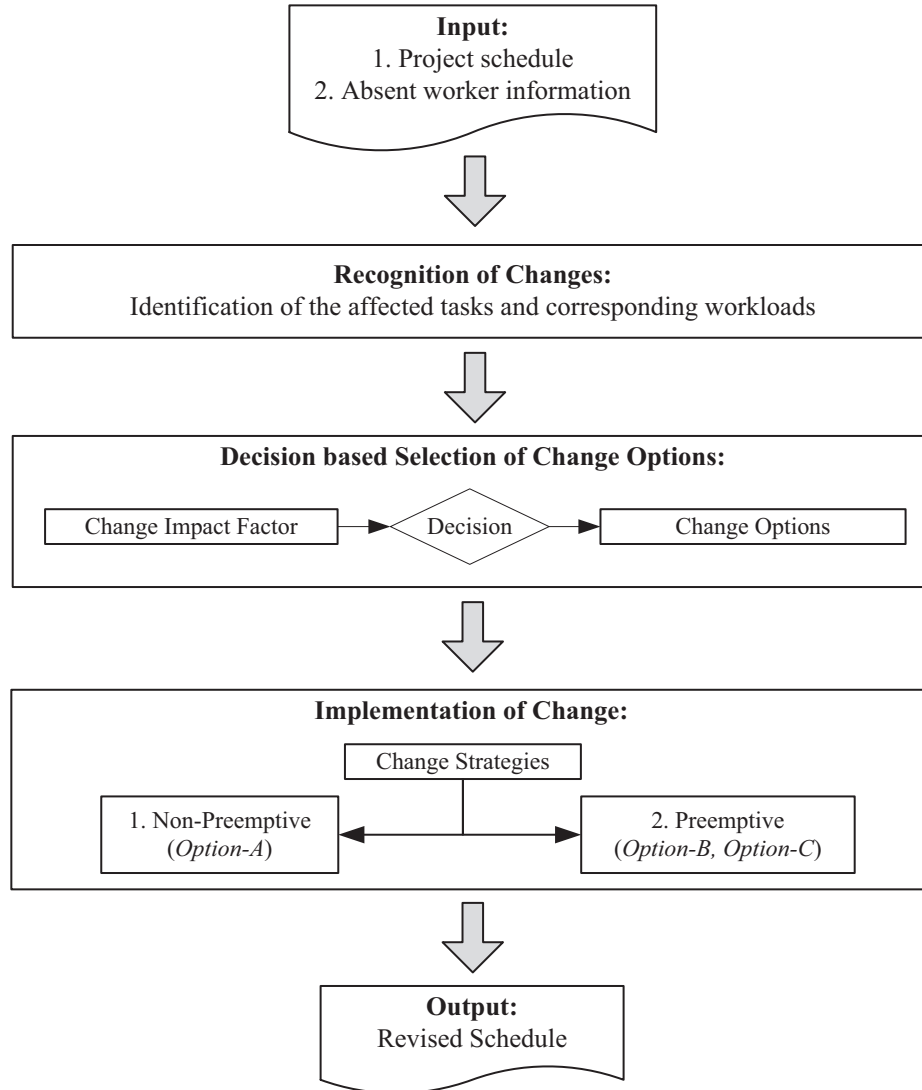 Input:
1. Project schedule
2. Absent worker information
Recognition of Changes:
Identification of the affected tasks and corresponding workloads
Decision based Selection of Change Options:
Change Impact Factor
Decision
Change Options
Implementation of Change:
Change Strategies
1. Non-Preemptive
(Option-A)
2. Preemptive
(Option-B, Option-C)
Output:
Revised Schedule